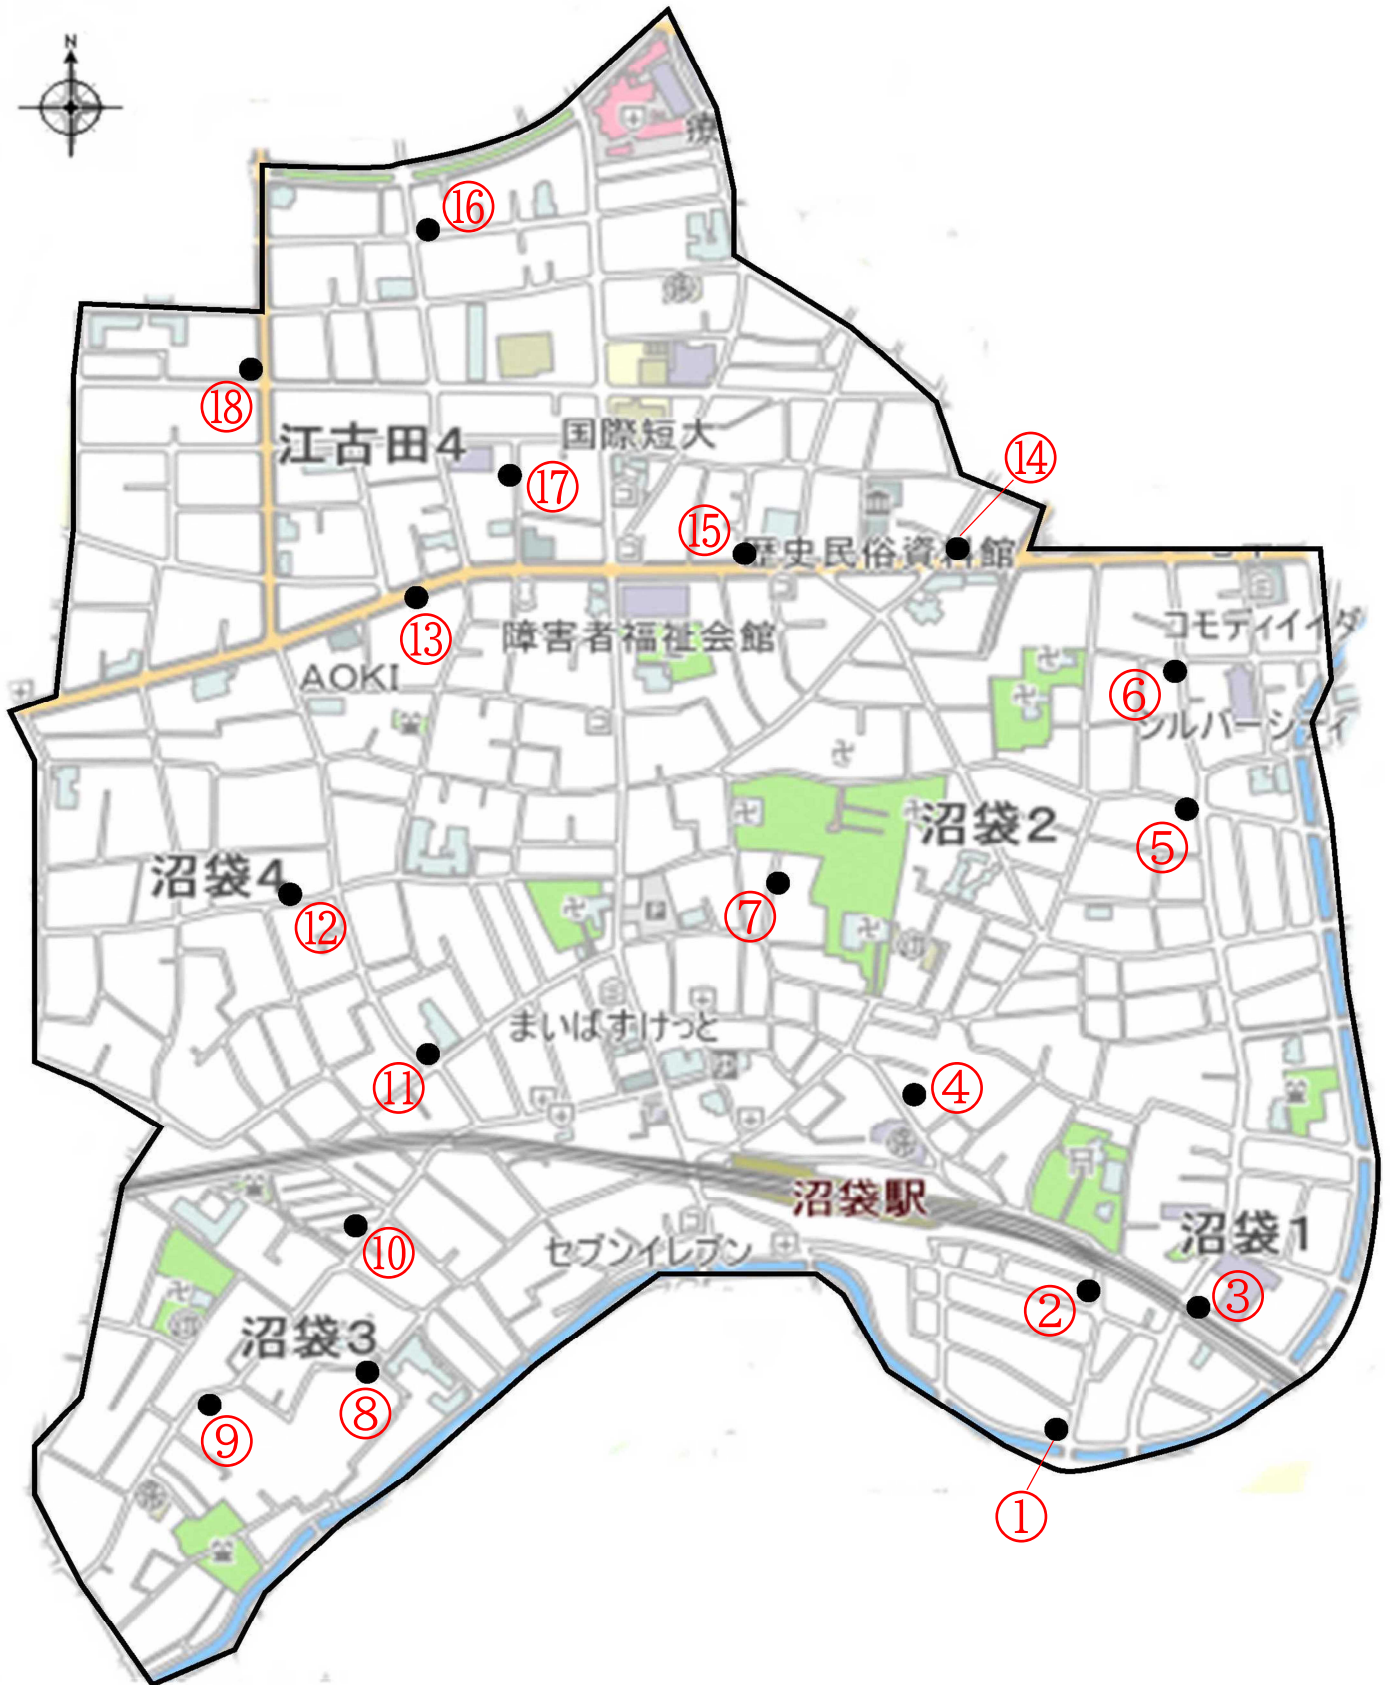 N
療
⑯
⑱
江古田4
国際短大
⑰
⑭
⑮
歴史民俗資料館
⑬
障害者福祉会館
コモディイイダ
AOKI
⑥
シルバーシティ
沼袋2
⑤
沼袋4
⑫
⑦
P
まいばすけっと
⑪
④
沼袋駅
沼袋1
⑩
セブンイレブン
②
③
沼袋3
⑧
⑨
①